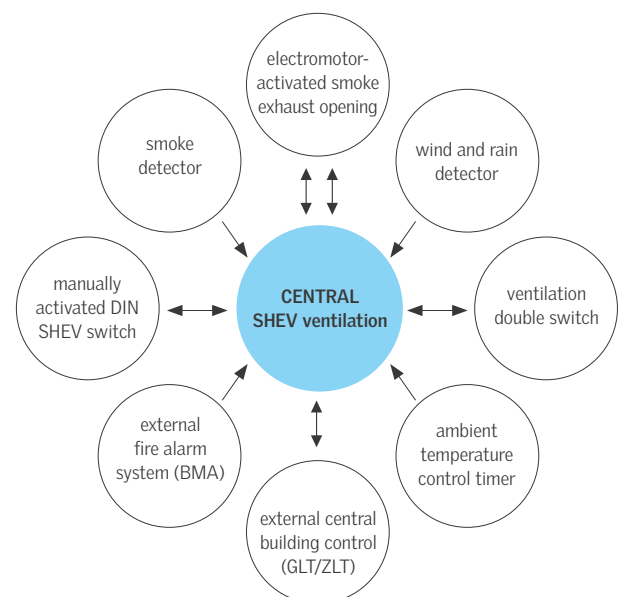 electromotor-
activated smoke
exhaust opening
smoke
detector
wind and rain
detector
manually
activated DIN
SHEV switch
CENTRAL
SHEV ventilation
ventilation
double switch
external
fire alarm
system (BMA)
ambient
temperature
control timer
external central
building control
(GLT/ZLT)